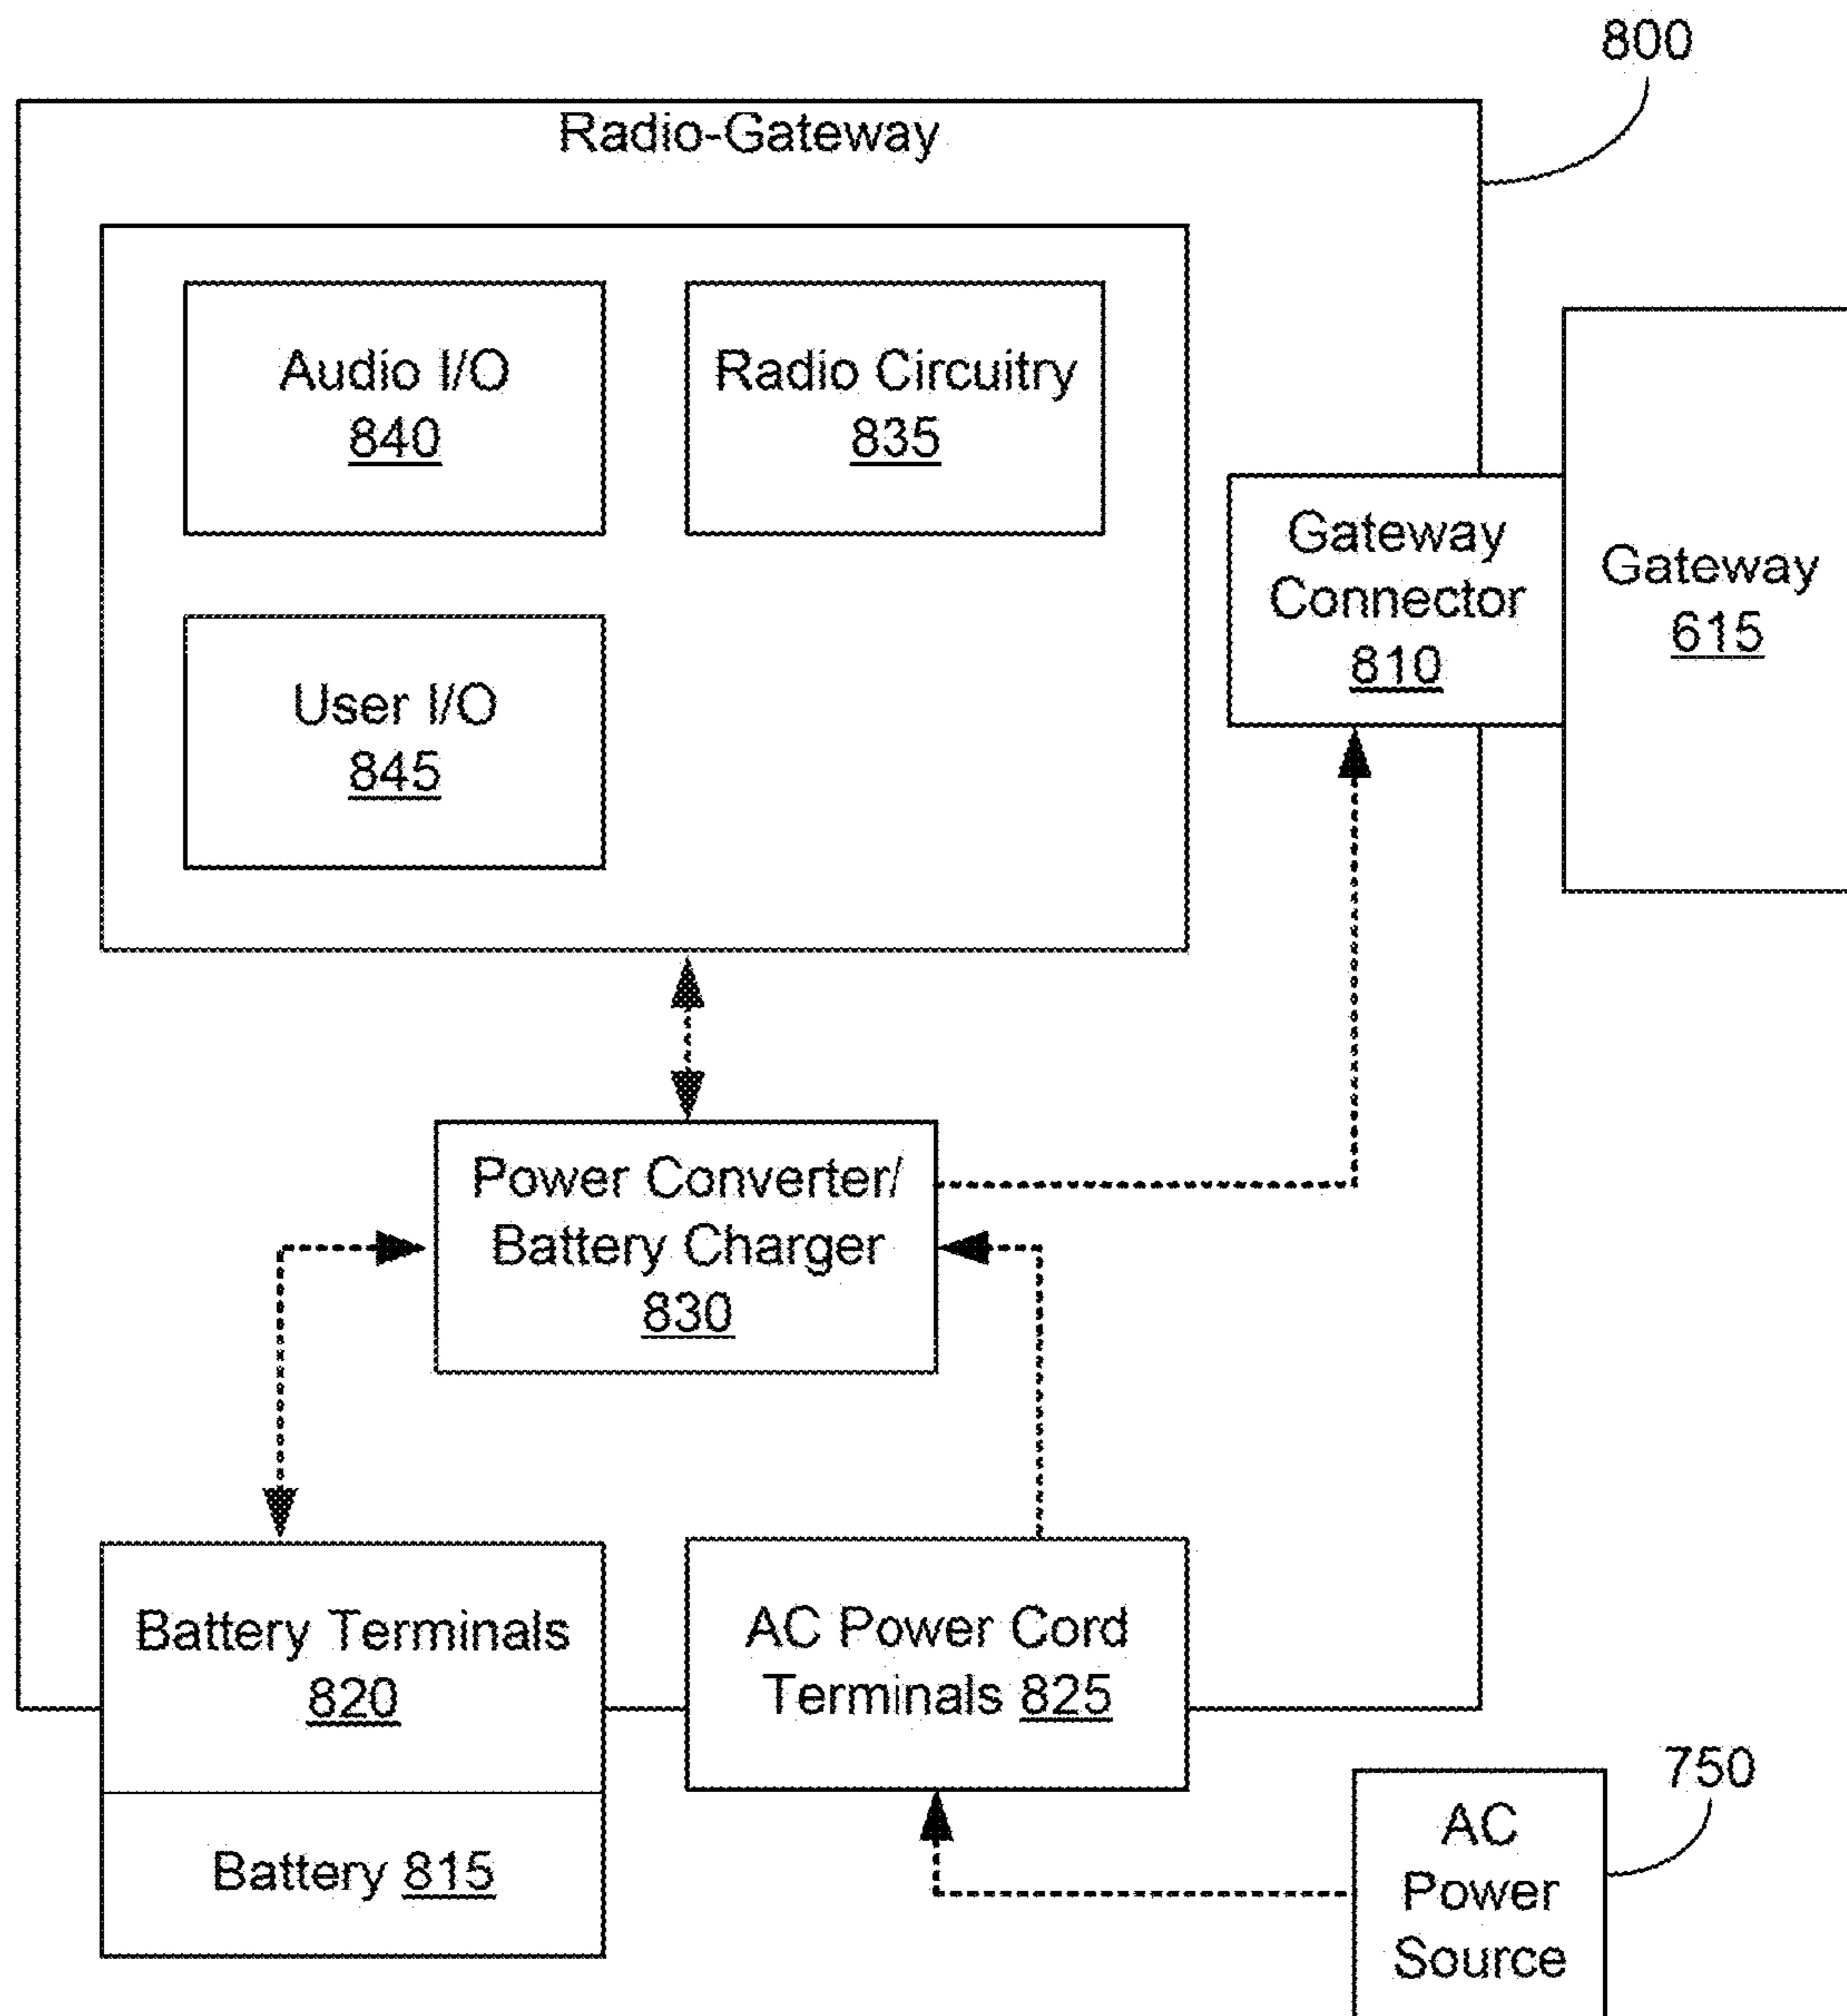 800
Radio-Gateway
Audio I/O
840
Radio Circuitry
835
Gateway
Connector
810
Gateway
615
User I/O
845
Power Converter/
Battery Charger
830
Battery Terminals
820
AC Power Cord
Terminals 825
Battery 815
750
AC
Power
Source